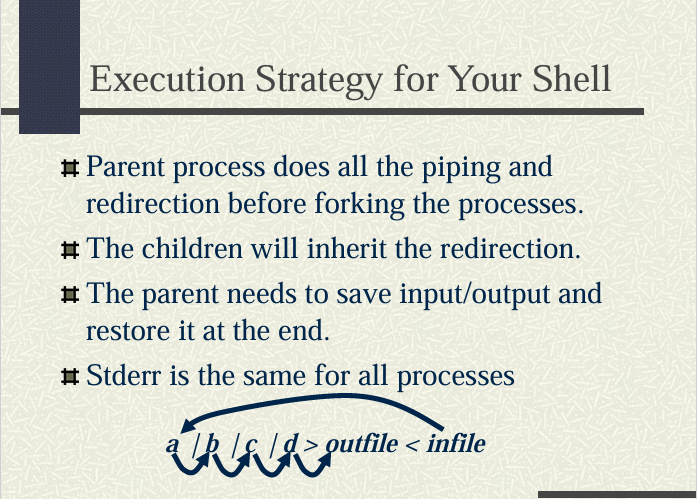 Execution Strategy for Your Shell
Parent process does all the piping and
redirection before forking the processes.
The children will inherit the redirection.
The parent needs to save input/output and
restore it at the end.
Stderr is the same for all processes
a | b | c | d > outfile < infile